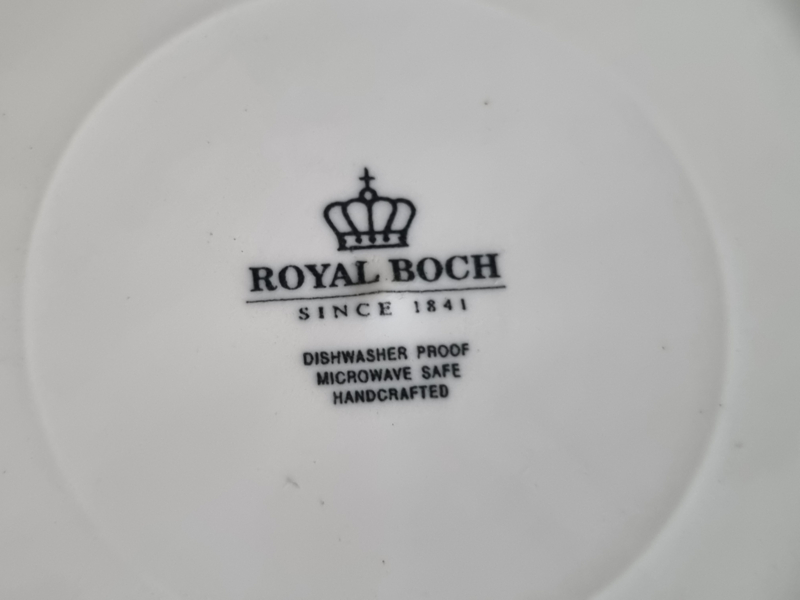 ROYAL BOCH
SINCE 1841
DISHWASHER PROOF
MICROWAVE SAFE
HANDCRAFTED